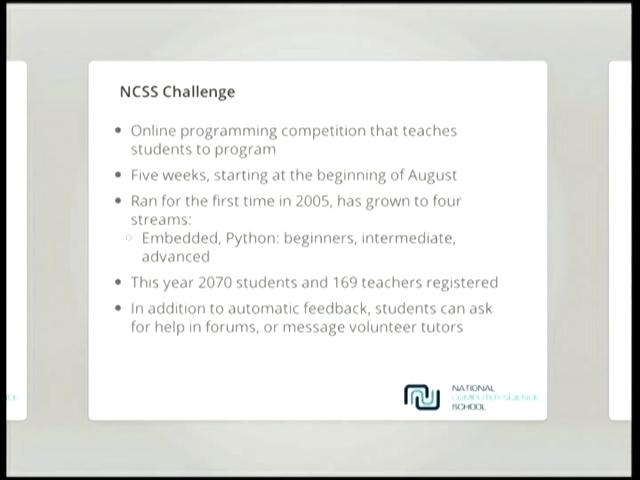 NCSS Challenge
• Online programming competition that teaches
students to program
• Five weeks, starting at the beginning of August
• Ran for the first time in 2005, has grown to four
streams:
○ Embedded, Python: beginners, intermediate,
advanced
• This year 2070 students and 169 teachers registered
• In addition to automatic feedback, students can ask
for help in forums, or message volunteer tutors
NATIONAL
COMPUTER SCIENCE
SCHOOL
CE